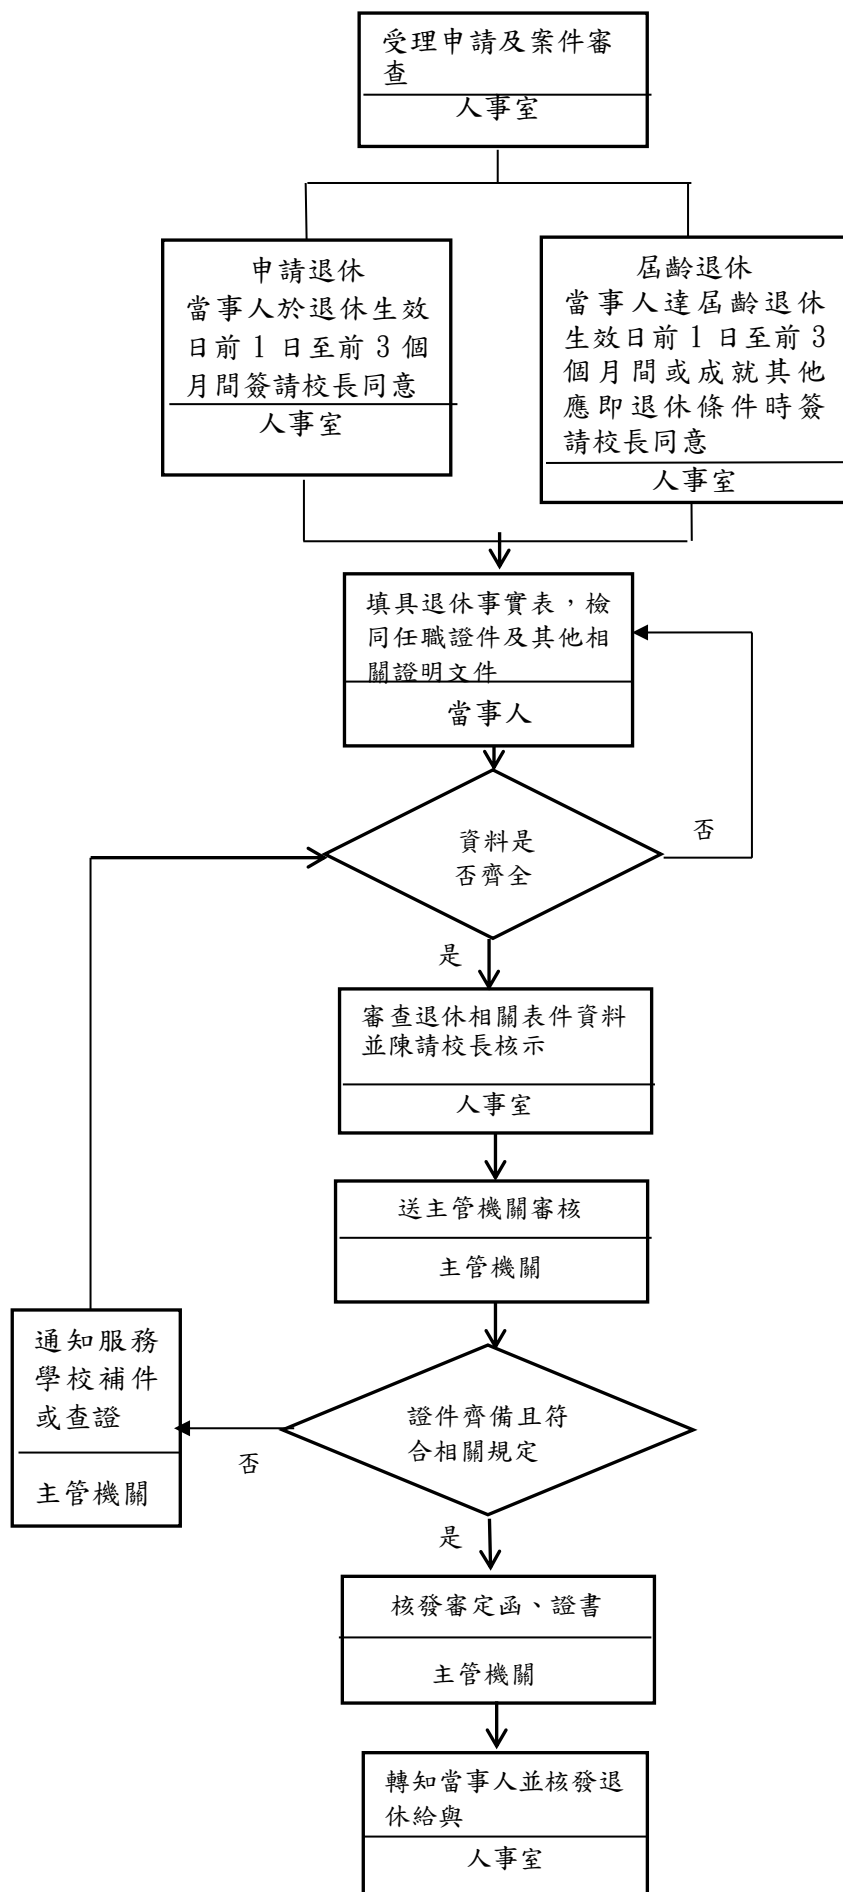 受理申請及案件審
查
人事室
申請退休
當事人於退休生效
日前1日至前3個
月間簽請校長同意
人事室
屆齡退休
當事人達屆齡退休
生效日前1日至前3
個月間或成就其他
應即退休條件時簽
請校長同意
人事室
填具退休事實表，檢
同任職證件及其他相
關證明文件
當事人
資料是
否齊全
否
是
審查退休相關表件資料
並陳請校長核示
人事室
送主管機關審核
主管機關
通知服務
學校補件
或查證
主管機關
證件齊備且符
合相關規定
否
是
核發審定函、證書
主管機關
轉知當事人並核發退
休給與
人事室